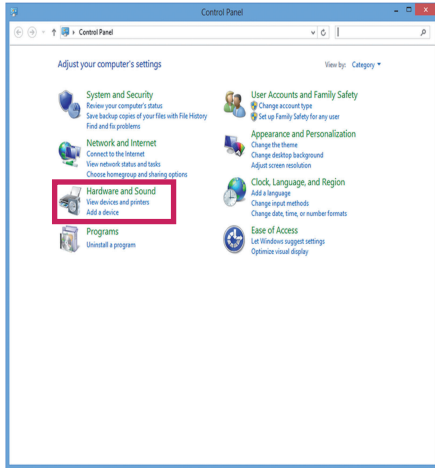 Control Panel
Control Panel
Adjust your computer's settings
View by: Category
System and Security
Review your computer's status
Save backup copies of your files with File History
Find and fix problems
Network and Internet
Connect to the Internet
View network status and tasks
Choose homegroup and sharing options
Hardware and Sound
View devices and printers
Add a device
Programs
Uninstall a program
User Accounts and Family Safety
Change account type
Set up Family Safety for any user
Appearance and Personalization
Change the theme
Change desktop background
Adjust screen resolution
Clock, Language, and Region
Add a language
Change input methods
Change date, time, or number formats
Ease of Access
Let Windows suggest settings
Optimize visual display